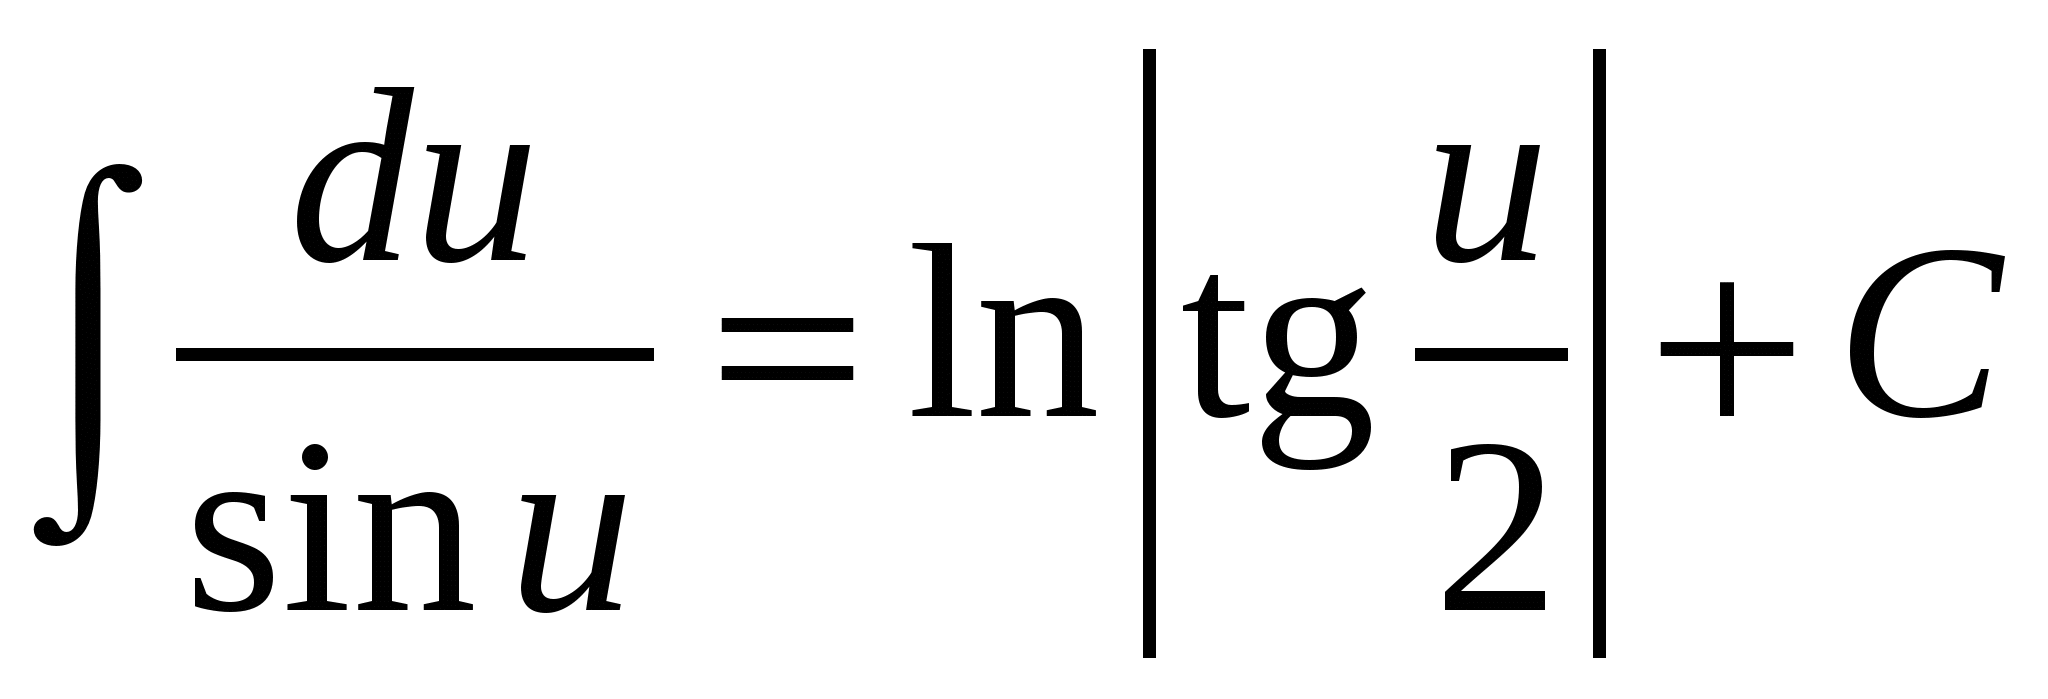 ∫ du/sin u = ln |tg u/2| + C